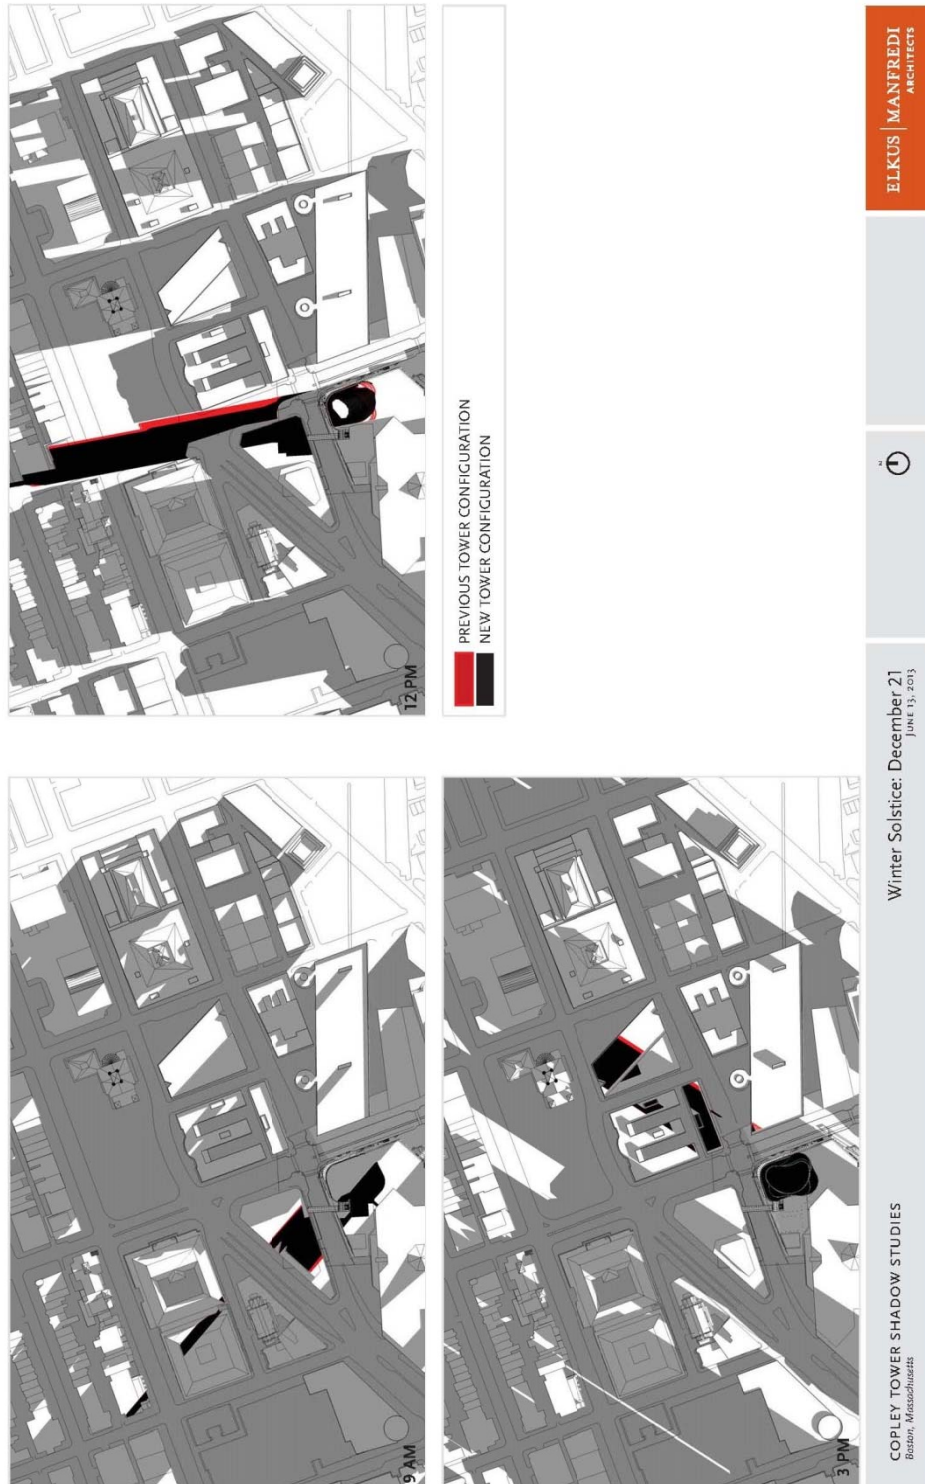 9 AM
12 PM
3 PM
PREVIOUS TOWER CONFIGURATION
NEW TOWER CONFIGURATION
COPLEY TOWER SHADOW STUDIES
Boston, Massachusetts
Winter Solstice: December 21
JUNE 13, 2013
N
ELKUS | MANFREDI
ARCHITECTS